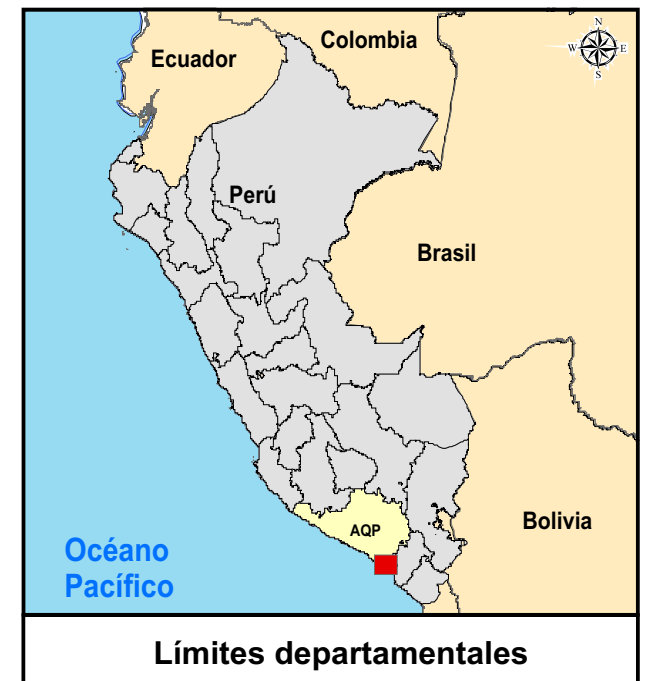 Colombia
Ecuador
N
W E
S
Perú
Brasil
Bolivia
AQP
Océano
Pacífico
Límites departamentales